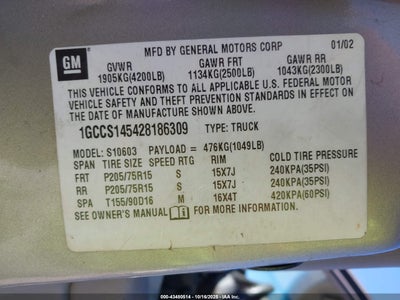 GM
MFD BY GENERAL MOTORS CORP 01/02
GVWR GAWR FRT GAWR RR
1905KG(4200LB) 1134KG(2500LB) 1043KG(2300LB)
THIS VEHICLE CONFORMS TO ALL APPLICABLE U.S. FEDERAL MOTOR
VEHICLE SAFETY AND THEFT PREVENTION STANDARDS IN EFFECT ON
THE DATE OF MANUFACTURE SHOWN ABOVE.
1GCCS145428186309 TYPE: TRUCK
MODEL: S10603 PAYLOAD = 476KG(1049LB)
SPAN TIRE SIZE SPEED RTG RIM COLD TIRE PRESSURE
FRT P205/75R15 S 15X7J 240KPA(35PSI)
RR P205/75R15 S 15X7J 240KPA(35PSI)
SPA T155/90D16 M 16X4T 420KPA(60PSI)
SEE OWNER'S MANUAL FOR MORE INFORMATION
000-43460514 | 10/16/2025 | © IAA, LLC